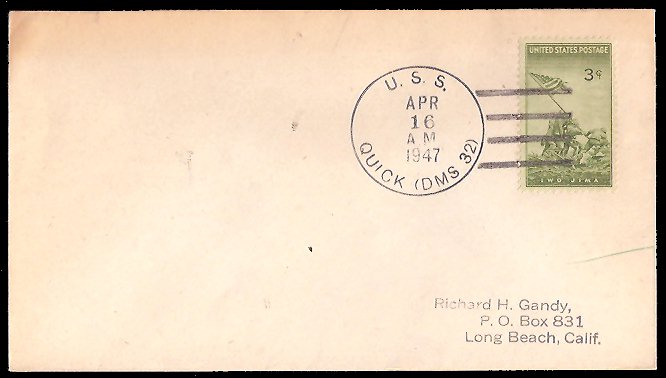 U. S. S.
APR
16
A M
1947
QUICK (DMS 32)
UNITED STATES POSTAGE
3¢
IWO JIMA
Richard H. Gandy,
P. O. Box 831
Long Beach, Calif.